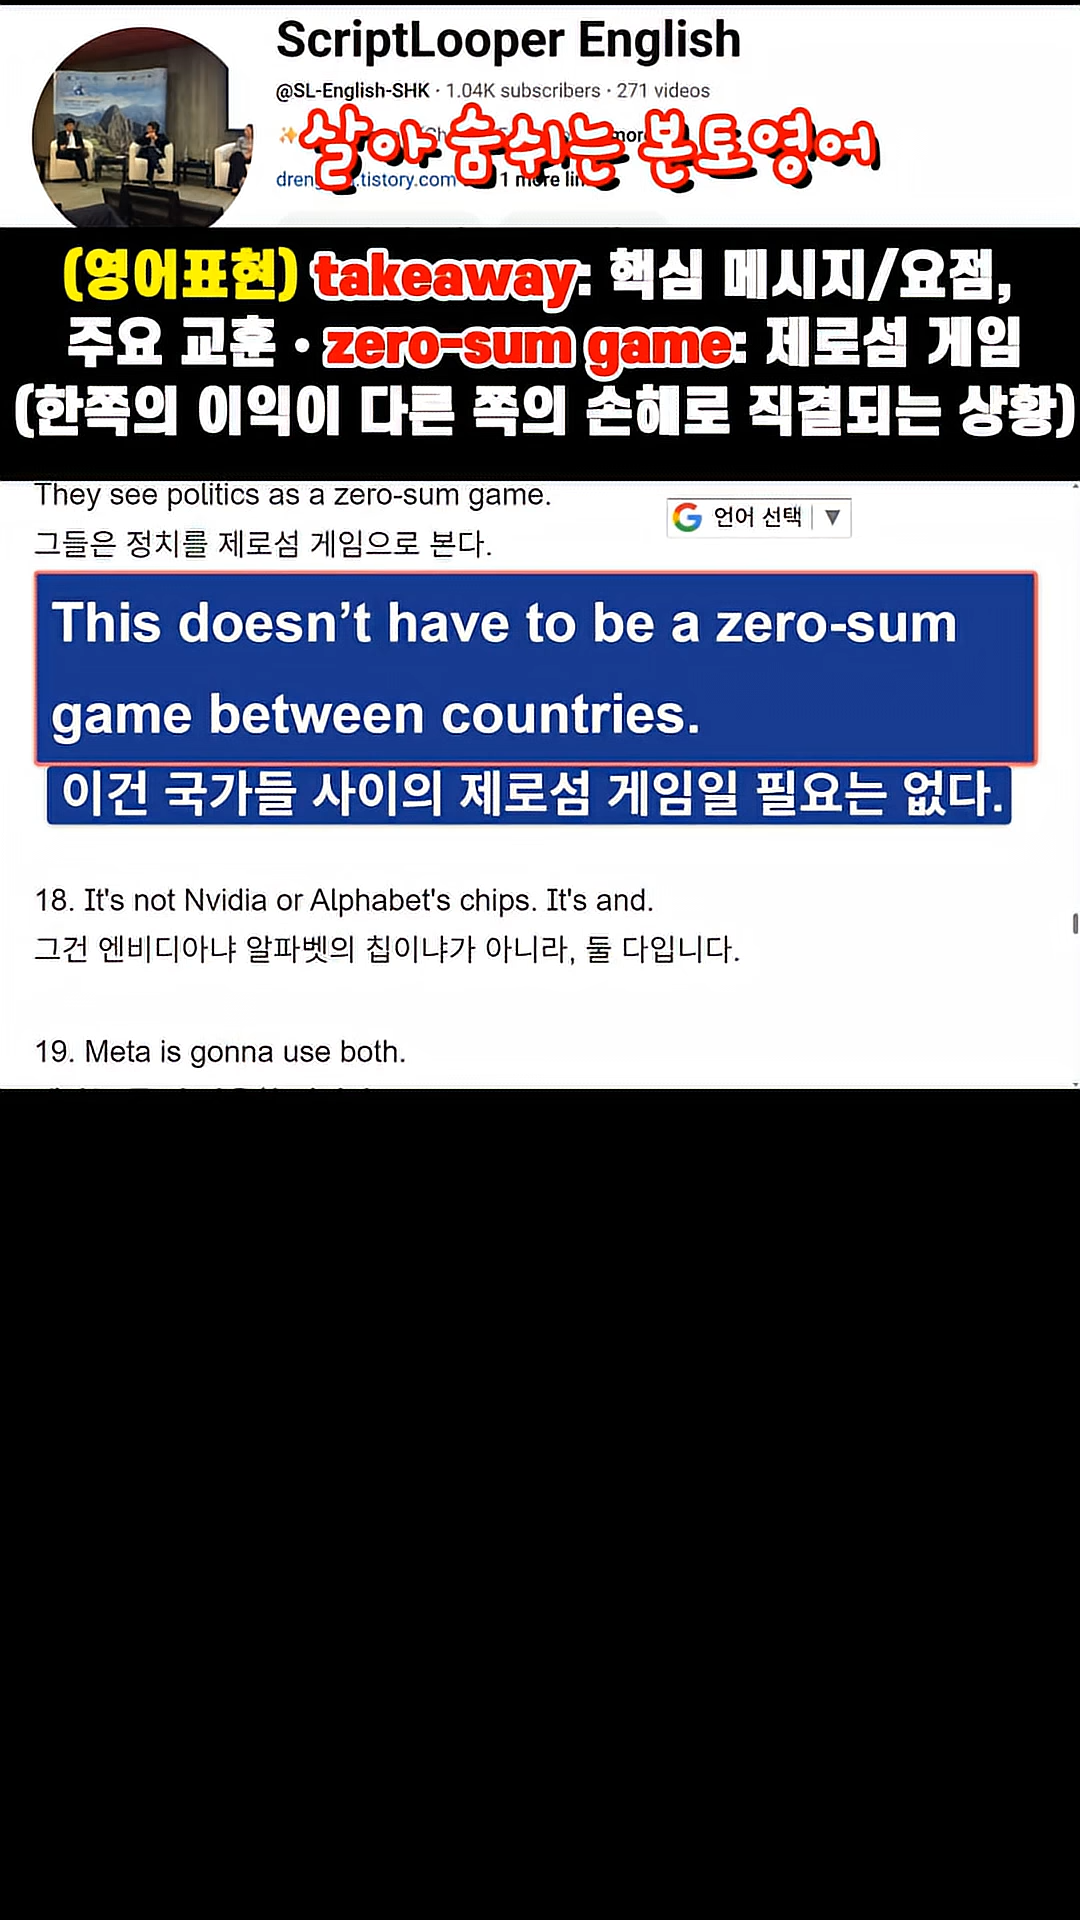 ScriptLooper English
@SL-English-SHK · 1.04K subscribers · 271 videos
살아 숨쉬는 본토영어
.tistory.com 1 more
(영어표현) takeaway: 핵심 메시지/요점,
주요 교훈 • zero-sum game: 제로섬 게임
(한쪽의 이익이 다른 쪽의 손해로 직결되는 상황)
They see politics as a zero-sum game.
언어 선택
그들은 정치를 제로섬 게임으로 본다.
This doesn’t have to be a zero-sum
game between countries.
이건 국가들 사이의 제로섬 게임일 필요는 없다.
18. It's not Nvidia or Alphabet's chips. It's and.
그건 엔비디아냐 알파벳의 칩이냐가 아니라, 둘 다입니다.
19. Meta is gonna use both.